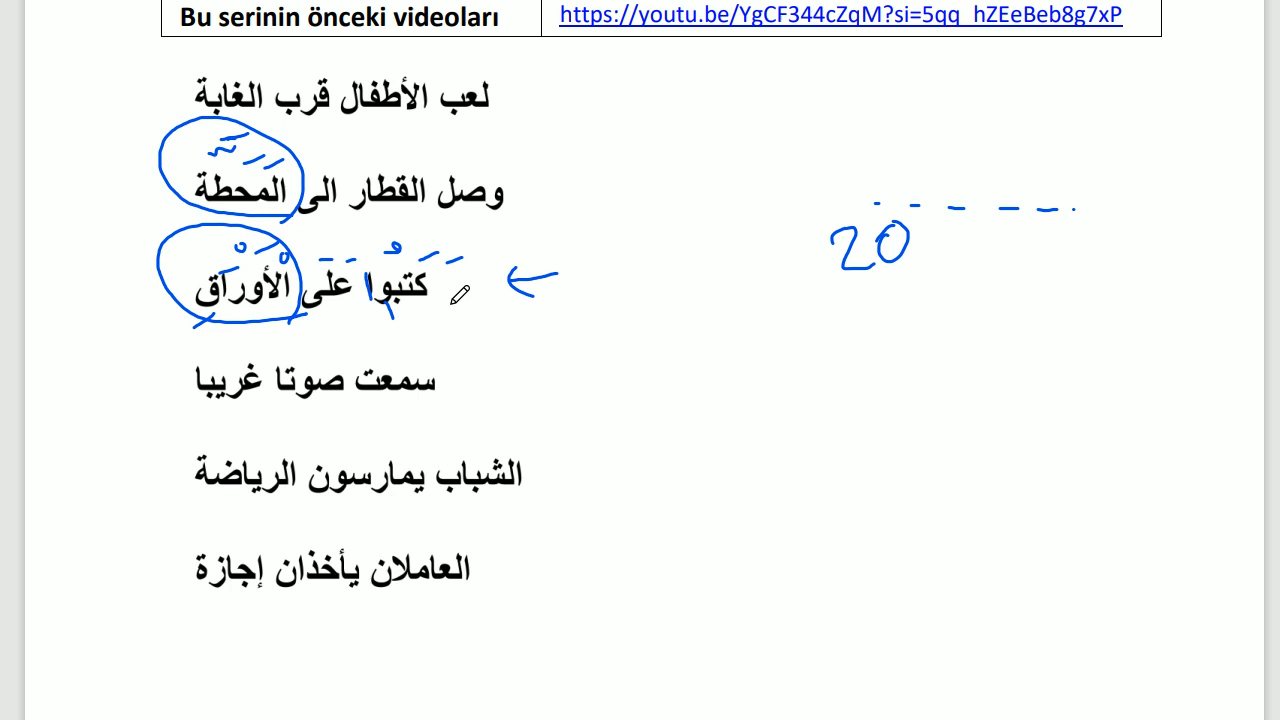 Bu serinin önceki videoları
https://youtu.be/YgCF344cZqM?si=5qq_hZEeBeb8g7xP
لعب الأطفال قرب الغابة
وصل القطار الى المحطة
كتبوا على الأوراق
20
سمعت صوتا غريبا
الشباب يمارسون الرياضة
العاملان يأخذان إجازة